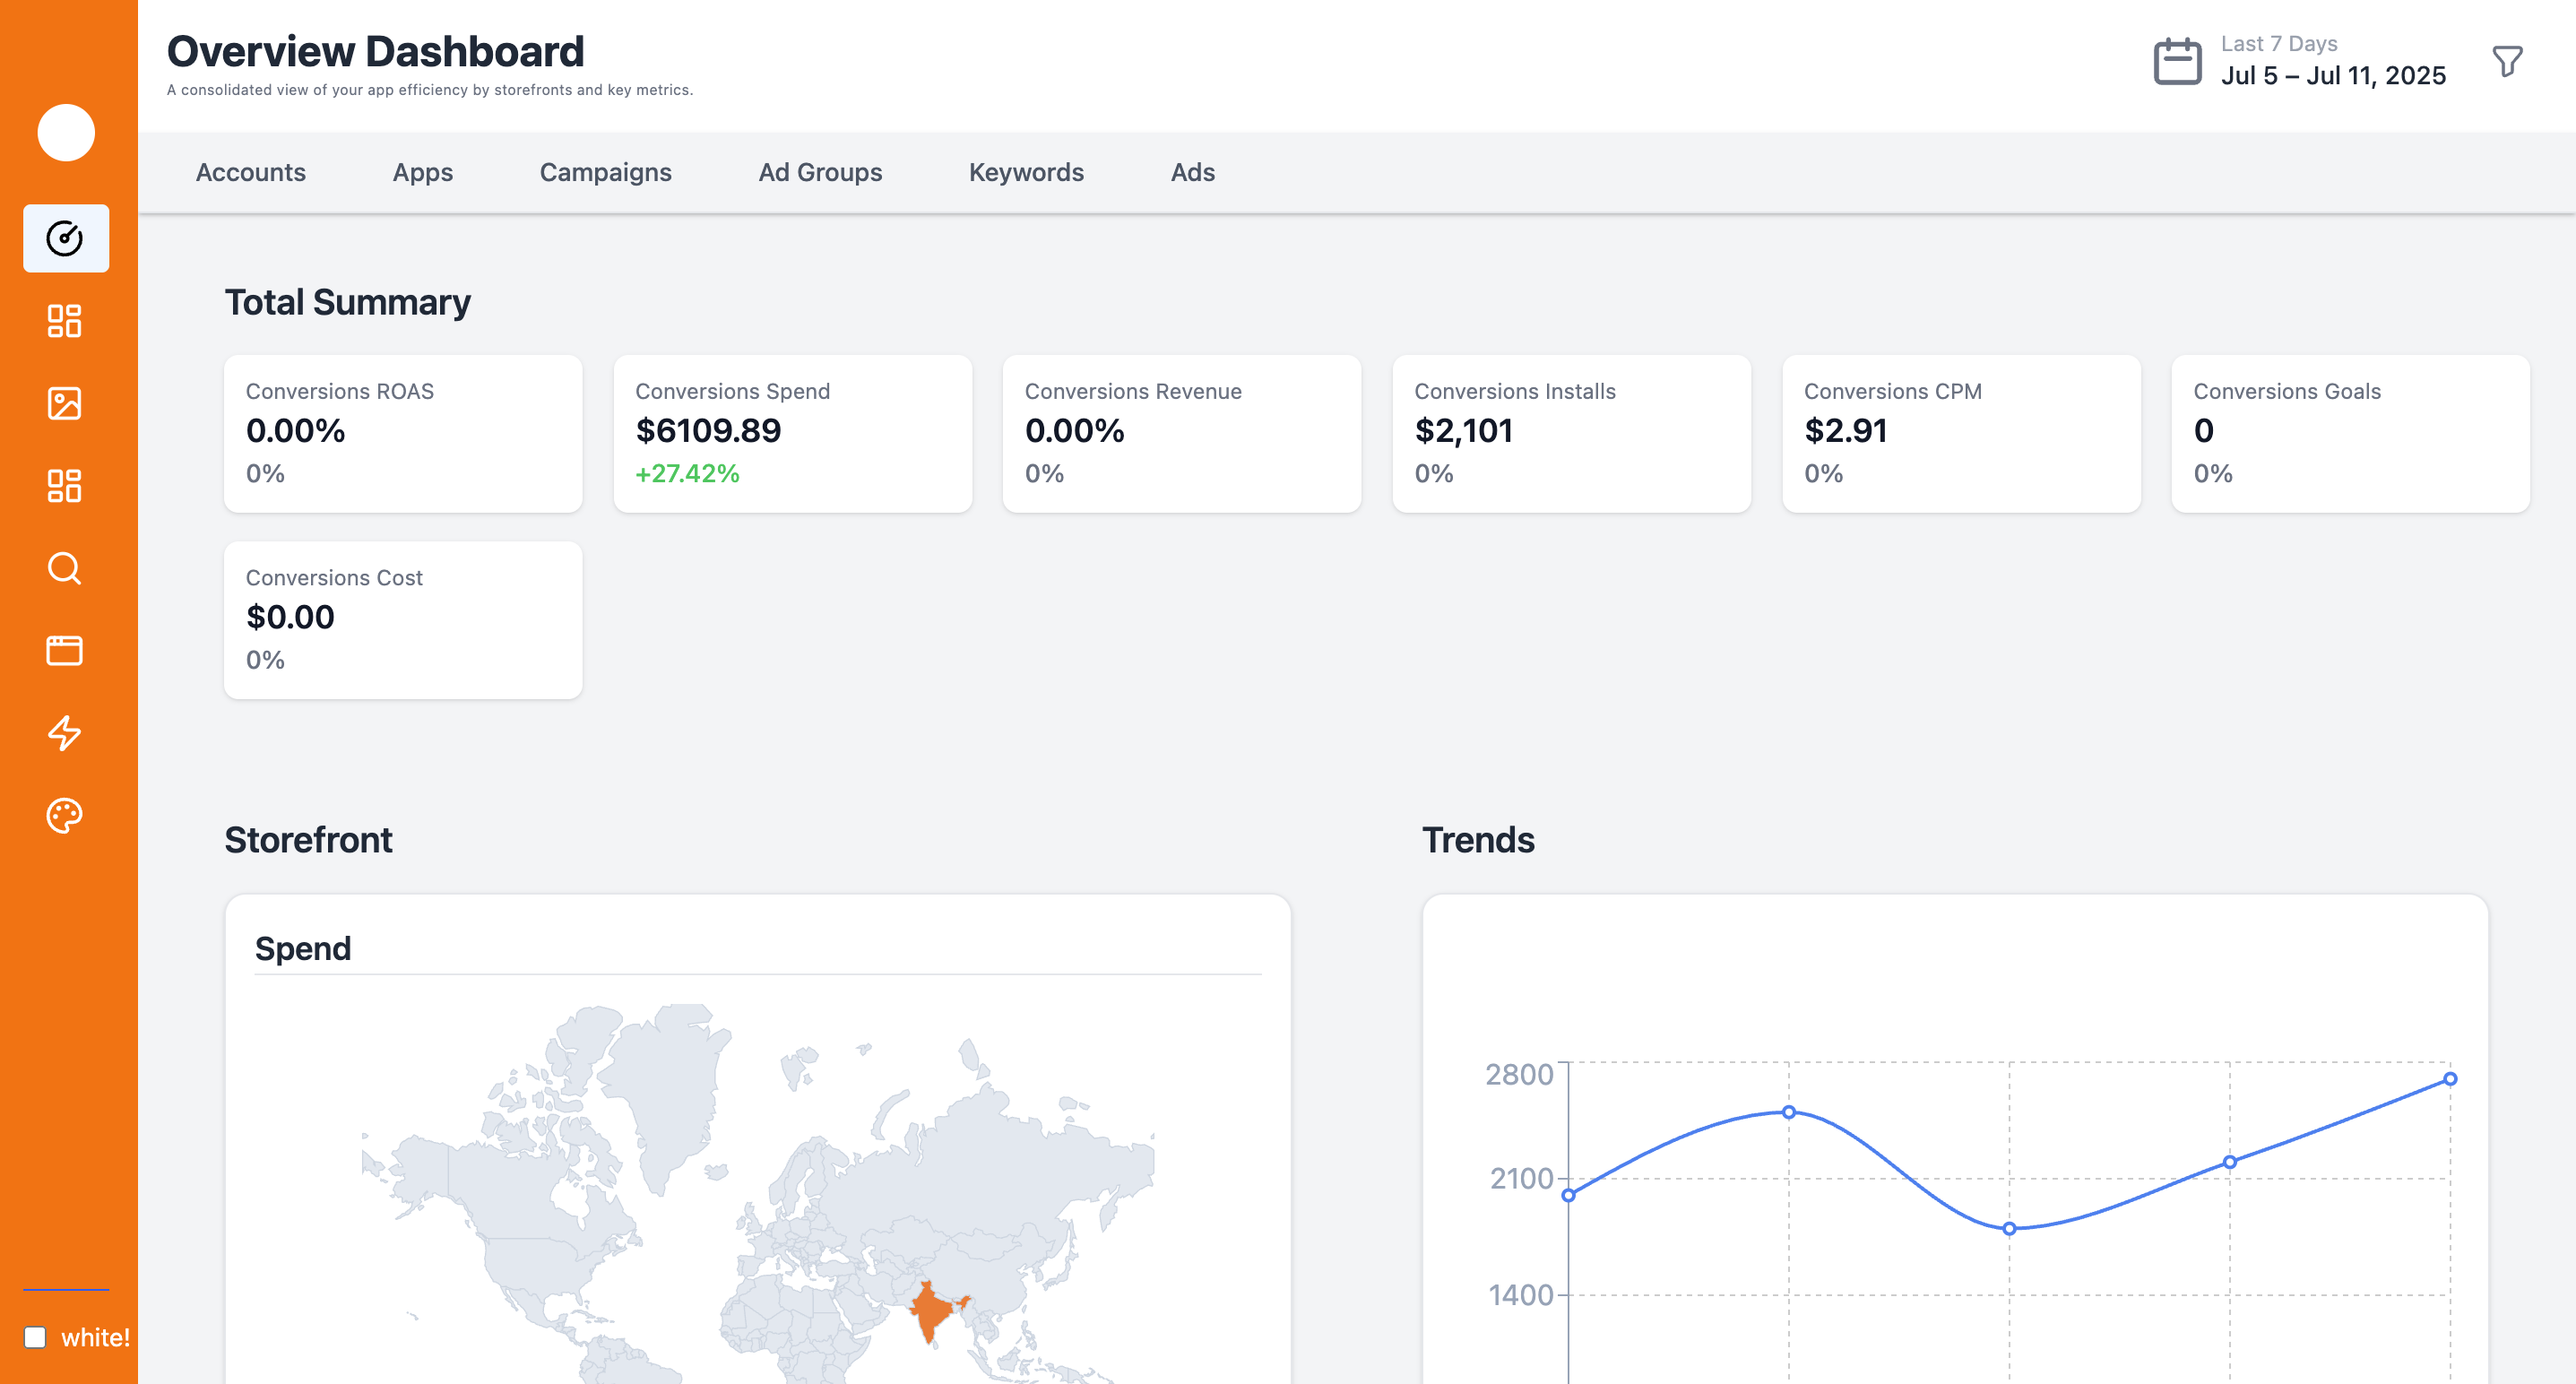 Overview Dashboard
A consolidated view of your app efficiency by storefronts and key metrics.
Last 7 Days
Jul 5 – Jul 11, 2025
Accounts
Apps
Campaigns
Ad Groups
Keywords
Ads
Total Summary
Conversions ROAS
0.00%
0%
Conversions Spend
$6109.89
+27.42%
Conversions Revenue
0.00%
0%
Conversions Installs
$2,101
0%
Conversions CPM
$2.91
0%
Conversions Goals
0
0%
Conversions Cost
$0.00
0%
Storefront
Spend
Trends
2800
2100
1400
white!